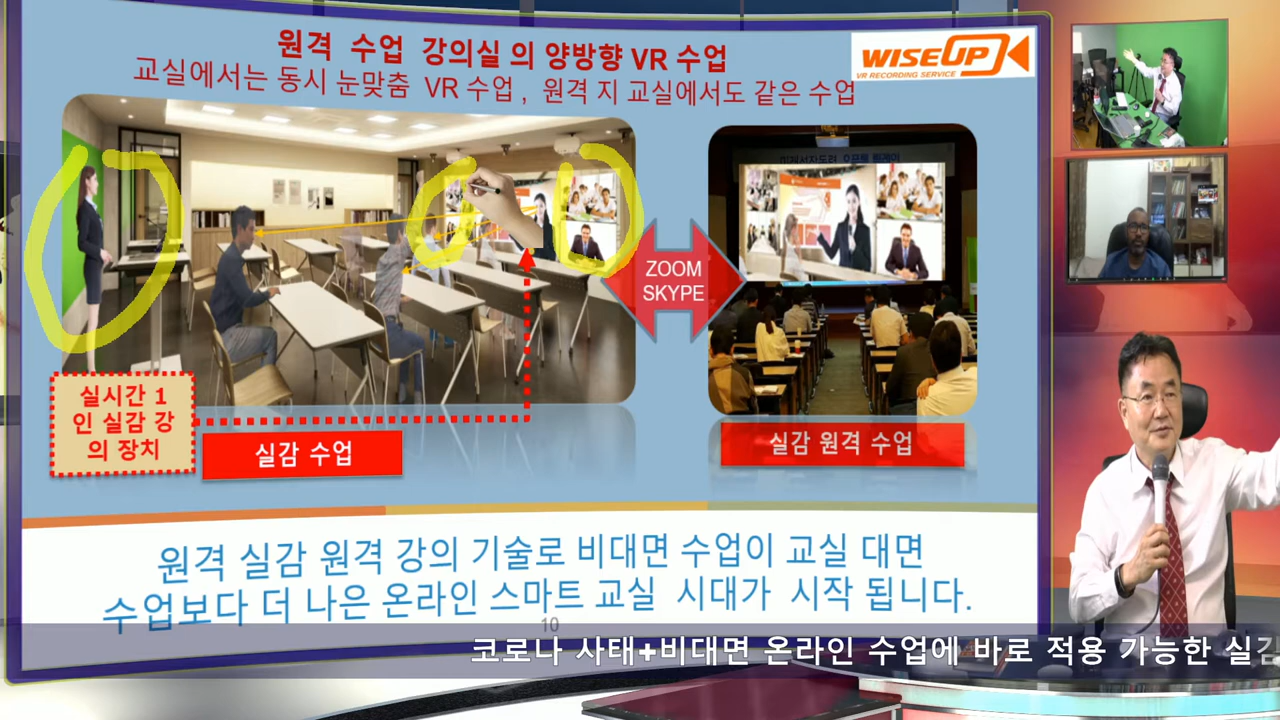 원격 수업 강의실 의 양방향 VR 수업
교실에서는 동시 눈맞춤 VR 수업 , 원격 지 교실에서도 같은 수업
WISEUP
VR RECORDING SERVICE
ZOOM
SKYPE
실시간 1
인 실감 강
의 장치
실감 수업
실감 원격 수업
원격 실감 원격 강의 기술로 비대면 수업이 교실 대면
수업보다 더 나은 온라인 스마트 교실 시대가 시작 됩니다.
10
코로나 사태+비대면 온라인 수업에 바로 적용 가능한 실감